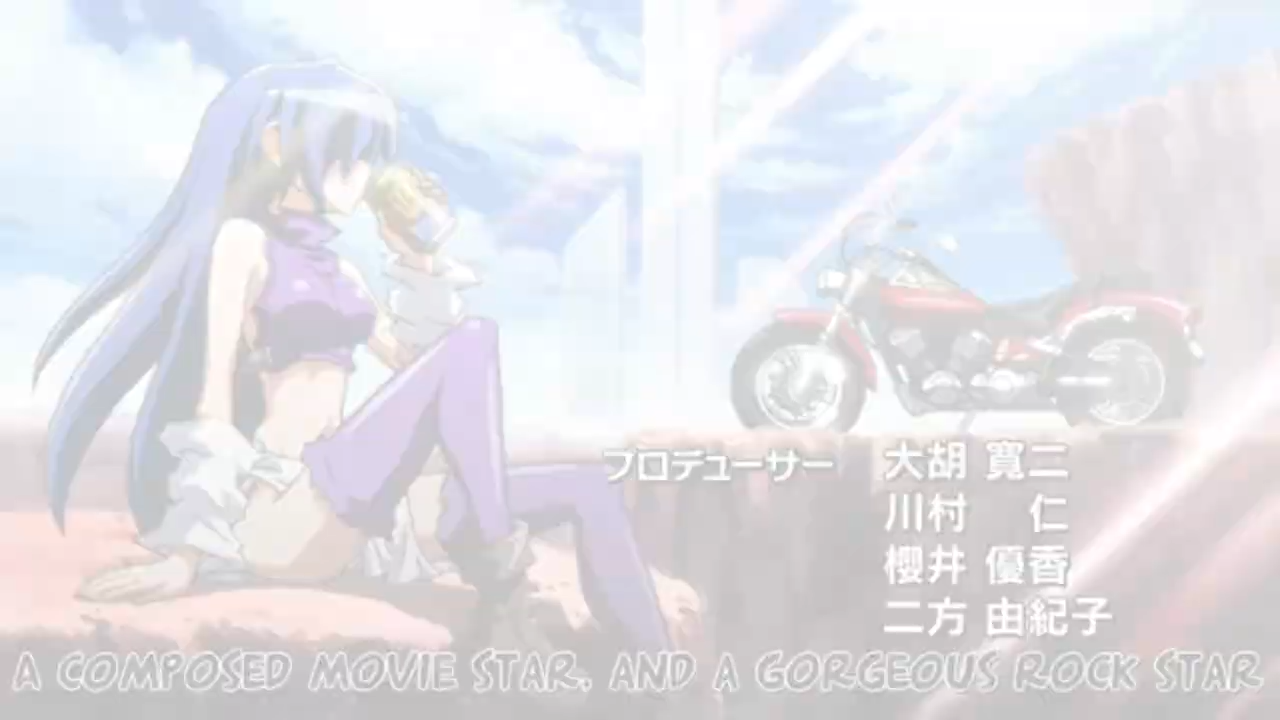 プロデューサー 大胡 寛二
川村 仁
櫻井 優香
二方 由紀子
A COMPOSED MOVIE STAR, AND A GORGEOUS ROCK STAR